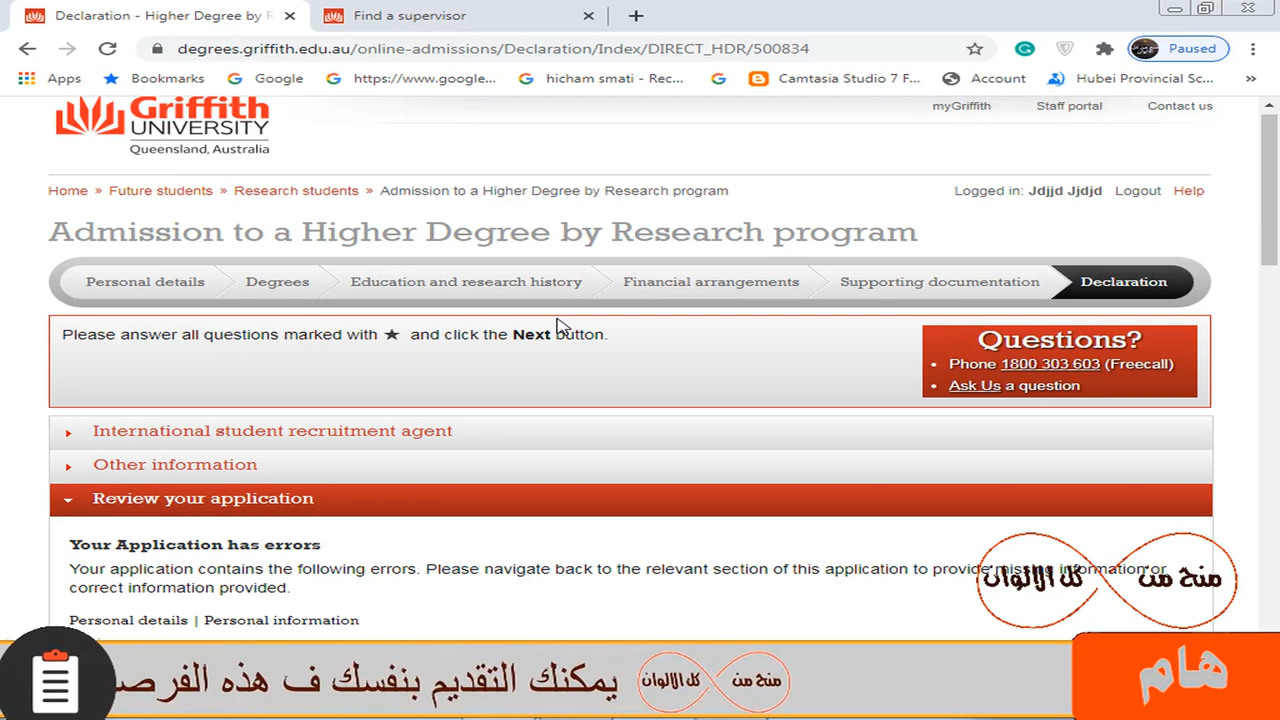 Declaration - Higher Degree by R
Find a supervisor
degrees.griffith.edu.au/online-admissions/Declaration/Index/DIRECT_HDR/500834
Paused
Apps
Bookmarks
Google
https://www.google...
hicham smati - Rec...
Camtasia Studio 7 F...
Account
Hubei Provincial Sc...
»
Griffith
UNIVERSITY
Queensland, Australia
myGriffith
Staff portal
Contact us
Home » Future students » Research students » Admission to a Higher Degree by Research program
Logged in: Jdjjd Jjdjd Logout Help
Admission to a Higher Degree by Research program
Personal details
Degrees
Education and research history
Financial arrangements
Supporting documentation
Declaration
Please answer all questions marked with ★ and click the Next button.
Questions?
• Phone 1800 303 603 (Freecall)
• Ask Us a question
International student recruitment agent
Other information
Review your application
Your Application has errors
Your application contains the following errors. Please navigate back to the relevant section of this application to provide missing information or
correct information provided.
منح من كل الالوان
Personal details | Personal information
هام
منح من كل الالوان
يمكنك التقديم بنفسك ف هذه الفرص